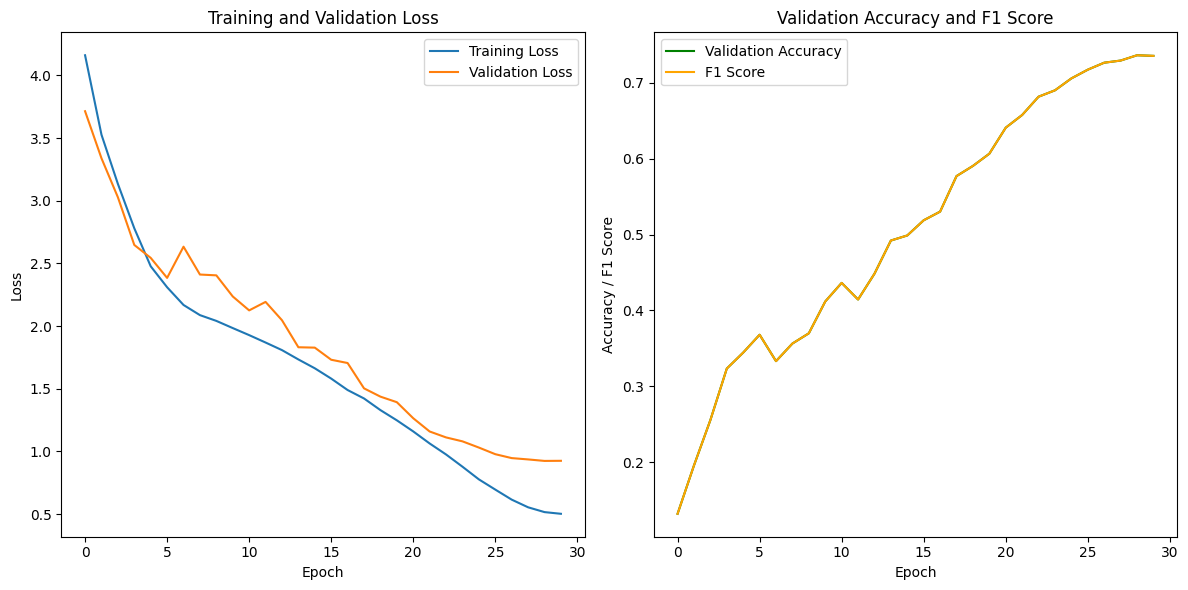 Training and Validation Loss
Training Loss
Validation Loss
4.0
3.5
3.0
2.5
2.0
1.5
1.0
0.5
Loss
0 5 10 15 20 25 30
Epoch
Validation Accuracy and F1 Score
Validation Accuracy
F1 Score
0.7
0.6
0.5
0.4
0.3
0.2
Accuracy / F1 Score
0 5 10 15 20 25 30
Epoch